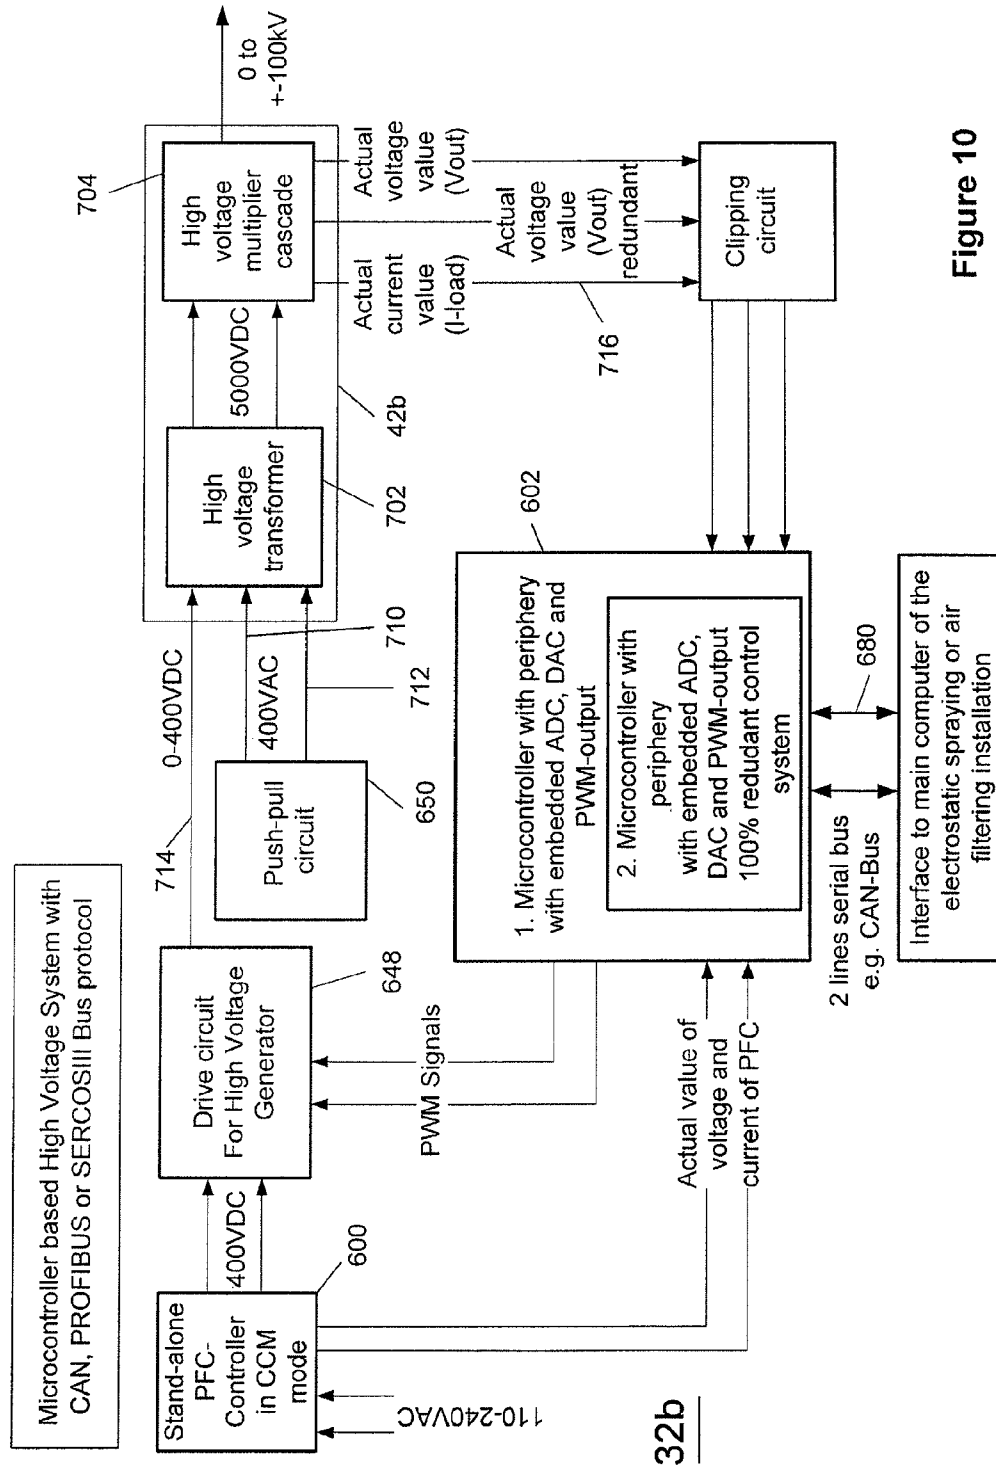 Microcontroller based High Voltage System with
CAN, PROFIBUS or SERCOSIII Bus protocol
110-240VAC
Stand-alone
PFC-
Controller
in CCM
mode
600
400VDC
Drive circuit
For High Voltage
Generator
648
714
0-400VDC
Push-pull
circuit
650
400VAC
710
712
High
voltage
transformer
702
5000VDC
42b
High
voltage
multiplier
cascade
704
0 to
+-100kV
Actual
current
value
(I-load)
Actual
voltage
value
(Vout)
redundant
Actual
voltage
value
(Vout)
716
Clipping
circuit
PWM Signals
Actual value of
voltage and
current of PFC
602
1. Microcontroller with periphery
with embedded ADC, DAC and
PWM-output
2. Microcontroller with
periphery
with embedded ADC,
DAC and PWM-output
100% redudant control
system
2 lines serial bus
e.g. CAN-Bus
680
Interface to main computer of the
electrostatic spraying or air
filtering installation
32b
Figure 10